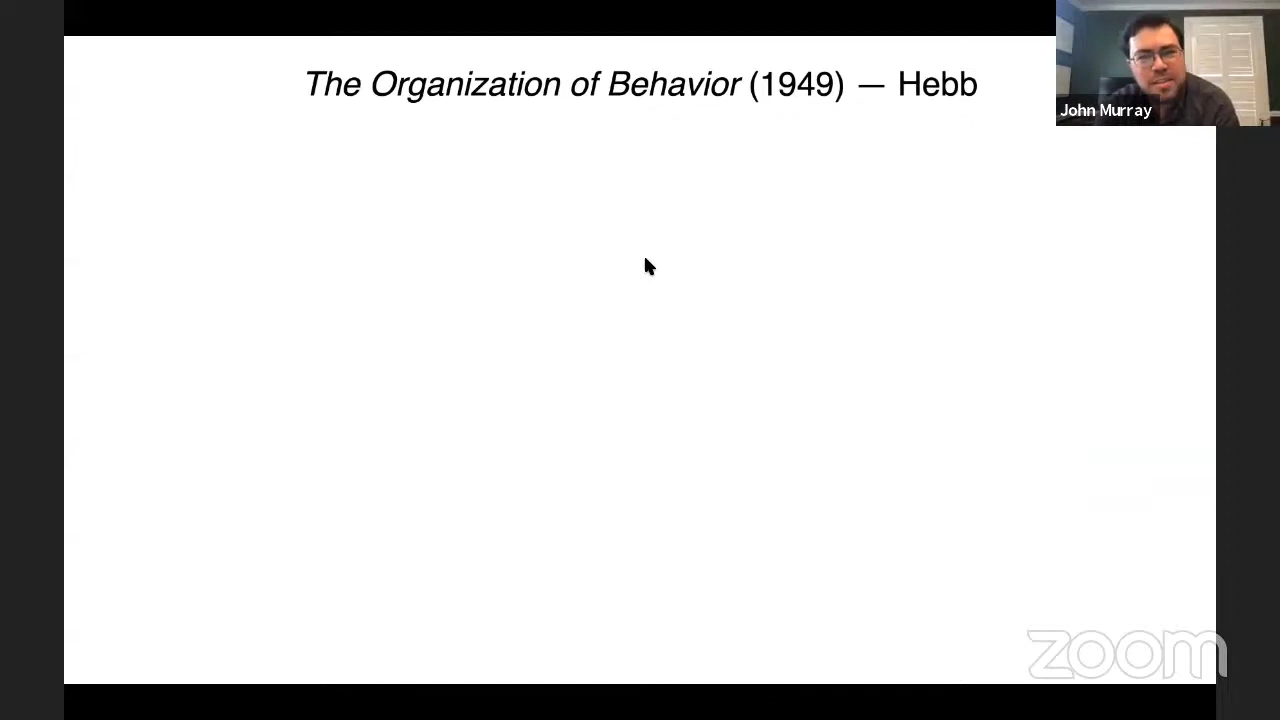 The Organization of Behavior (1949) — Hebb
John Murray
zoom